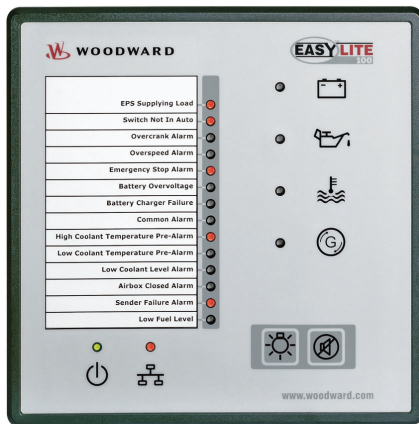 WOODWARD
EASY LITE
100
EPS Supplying Load
Switch Not In Auto
Overcrank Alarm
Overspeed Alarm
Emergency Stop Alarm
Battery Overvoltage
Battery Charger Failure
Common Alarm
High Coolant Temperature Pre-Alarm
Low Coolant Temperature Pre-Alarm
Low Coolant Level Alarm
Airbox Closed Alarm
Sender Failure Alarm
Low Fuel Level
G
www.woodward.com